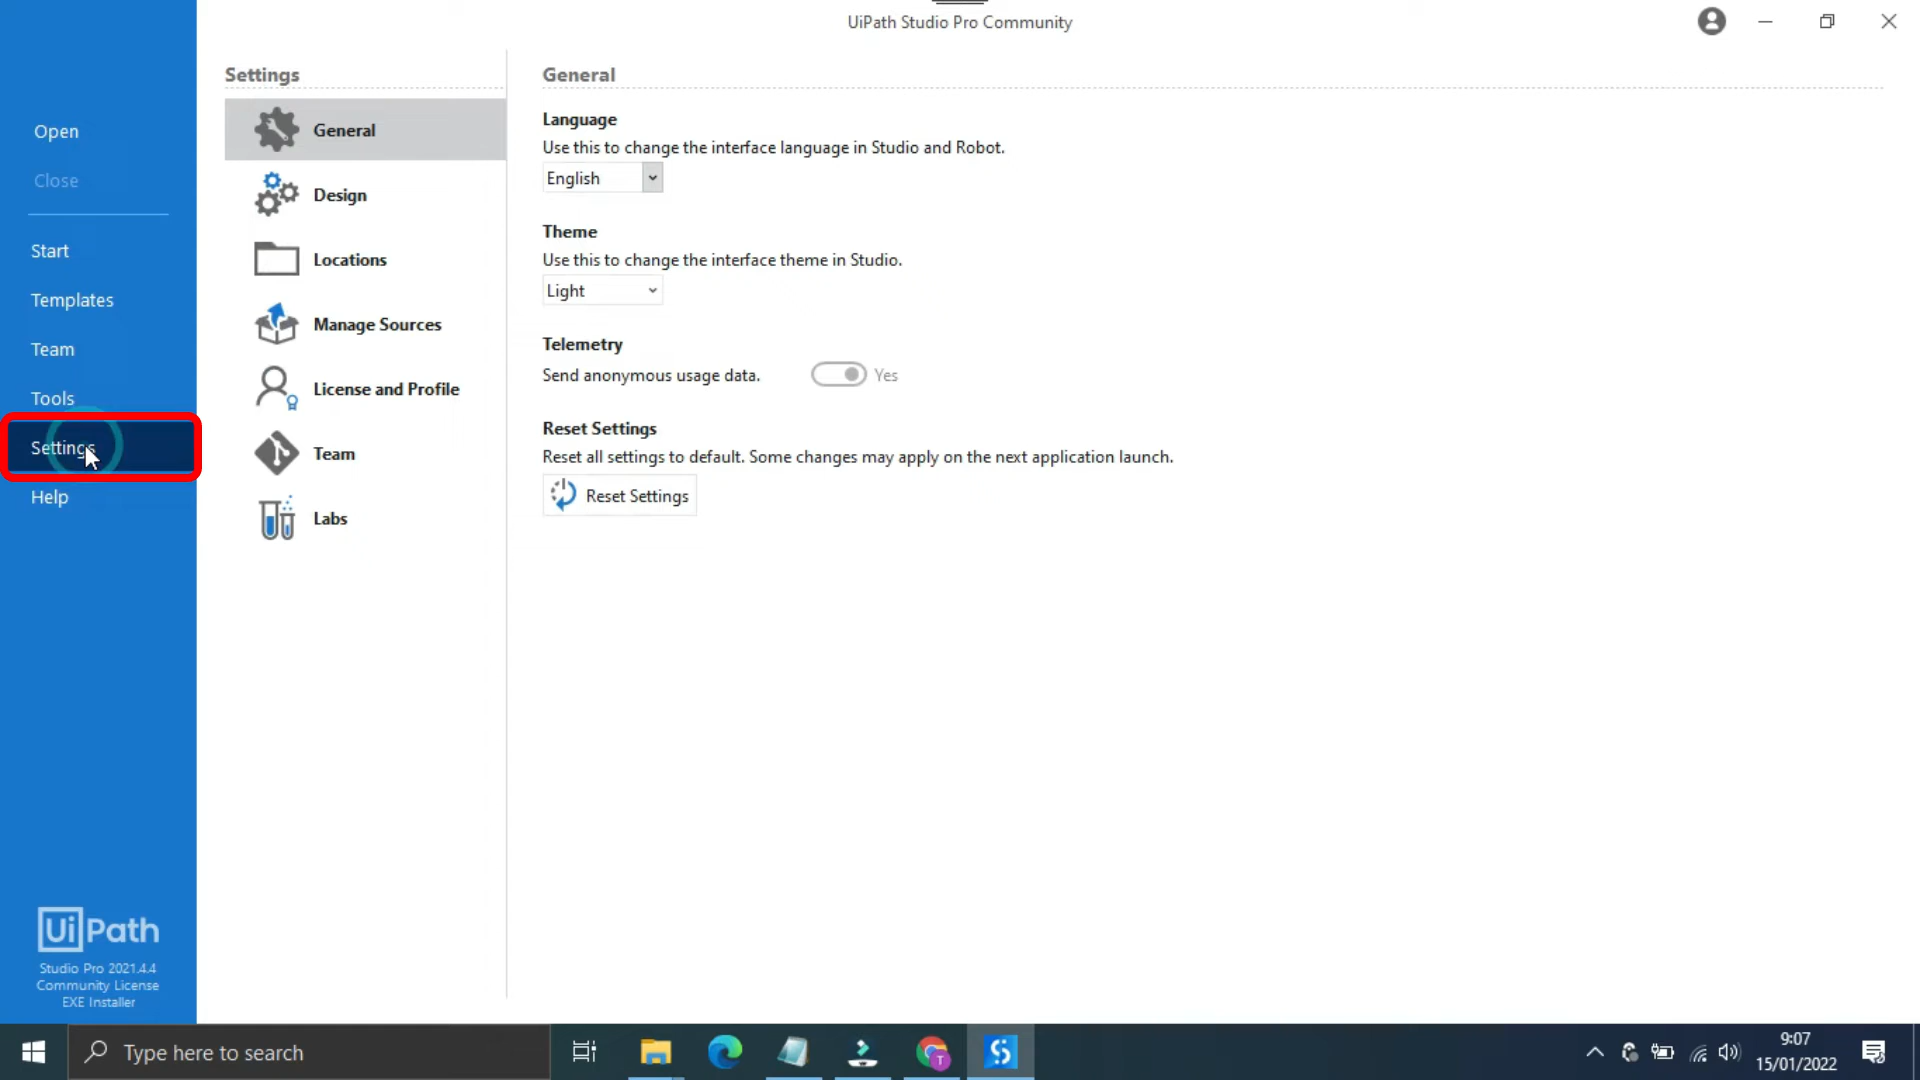 UiPath Studio Pro Community
Open
Close
Start
Templates
Team
Tools
Settings
Help
Settings
General
Design
Locations
Manage Sources
License and Profile
Team
Labs
General
Language
Use this to change the interface language in Studio and Robot.
English
Theme
Use this to change the interface theme in Studio.
Light
Telemetry
Send anonymous usage data.
Yes
Reset Settings
Reset all settings to default. Some changes may apply on the next application launch.
Reset Settings
UiPath
Studio Pro 2021.4.4
Community License
EXE Installer
Type here to search
T
9:07
15/01/2022